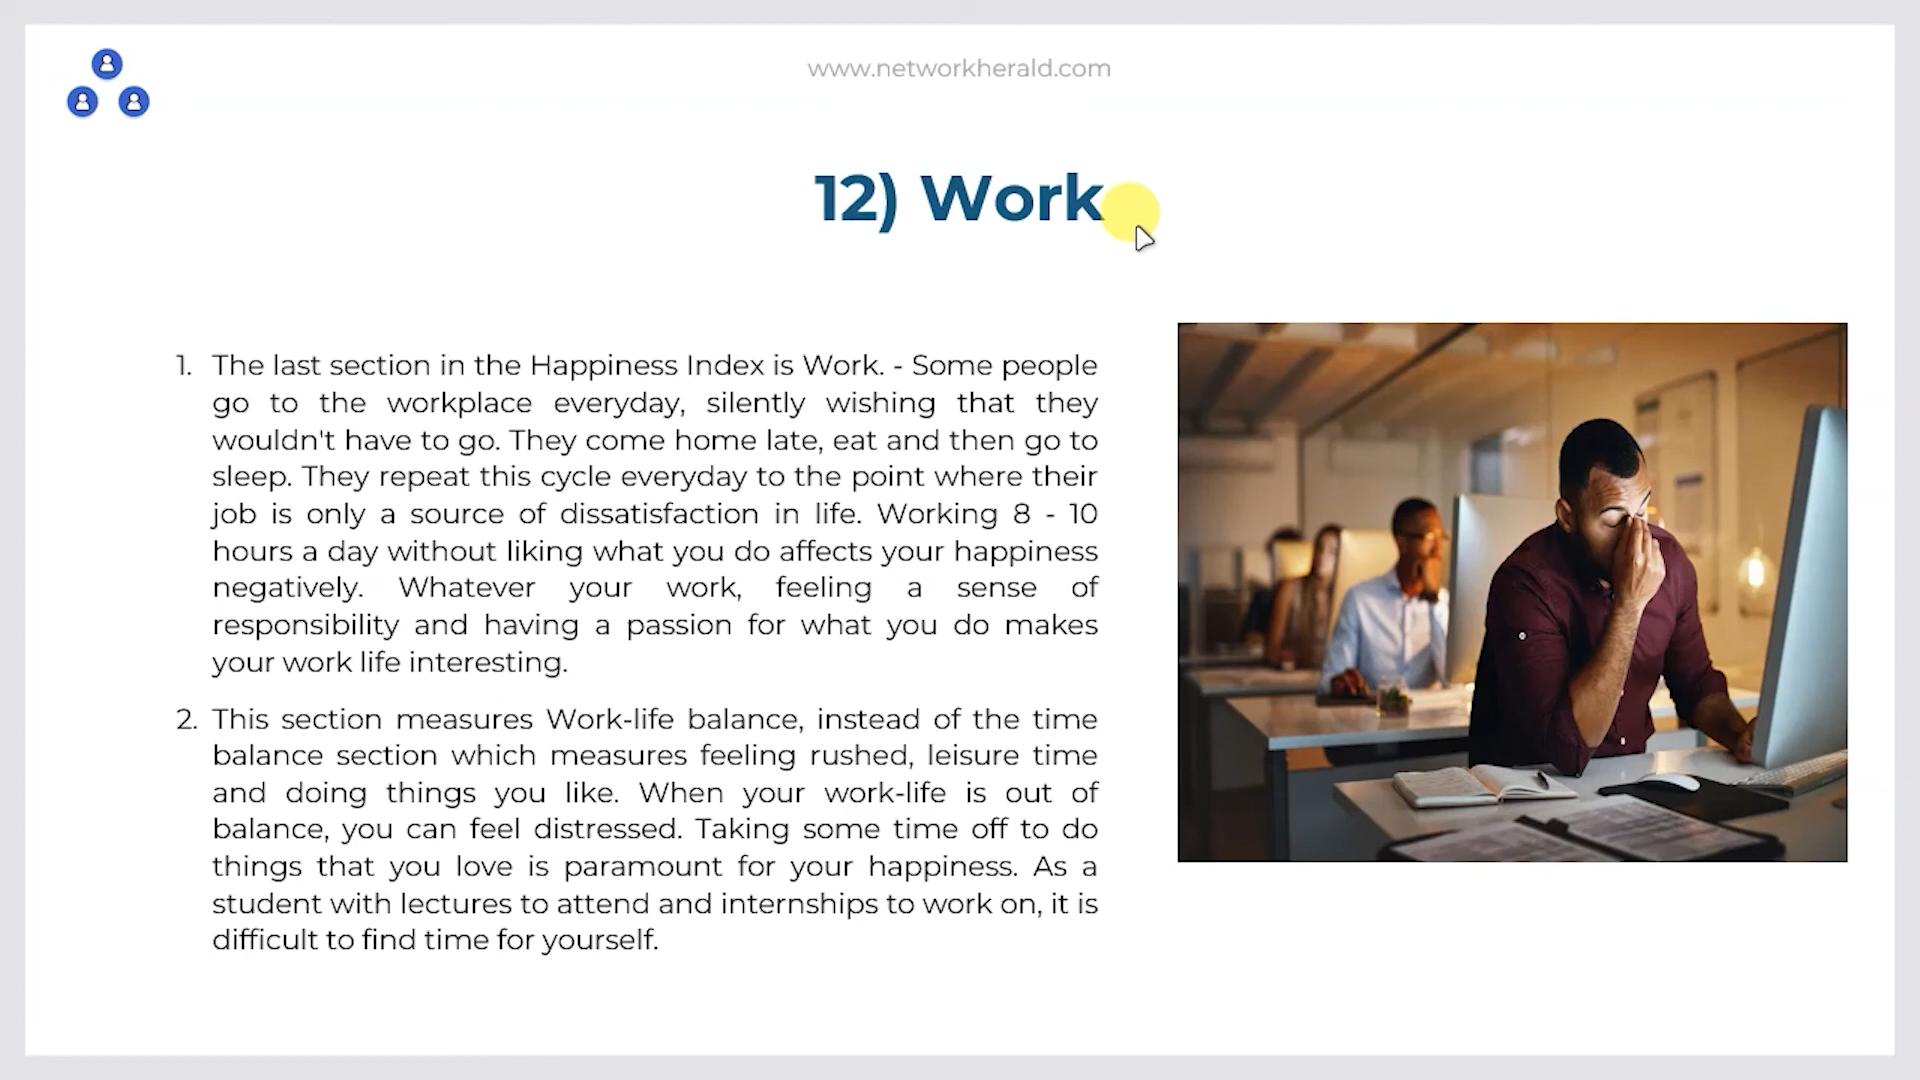 www.networkherald.com
12) Work
1. The last section in the Happiness Index is Work. - Some people
go to the workplace everyday, silently wishing that they
wouldn't have to go. They come home late, eat and then go to
sleep. They repeat this cycle everyday to the point where their
job is only a source of dissatisfaction in life. Working 8 - 10
hours a day without liking what you do affects your happiness
negatively. Whatever your work, feeling a sense of
responsibility and having a passion for what you do makes
your work life interesting.
2. This section measures Work-life balance, instead of the time
balance section which measures feeling rushed, leisure time
and doing things you like. When your work-life is out of
balance, you can feel distressed. Taking some time off to do
things that you love is paramount for your happiness. As a
student with lectures to attend and internships to work on, it is
difficult to find time for yourself.